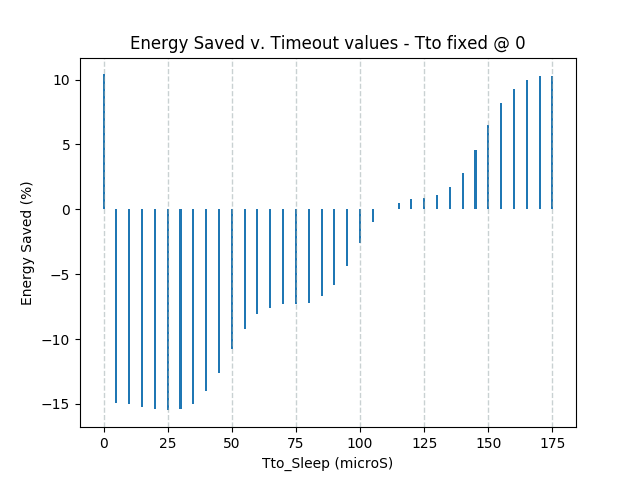 Energy Saved v. Timeout values - Tto fixed @ 0
Energy Saved (%)
10
5
0
−5
−10
−15
0 25 50 75 100 125 150 175
Tto_Sleep (microS)